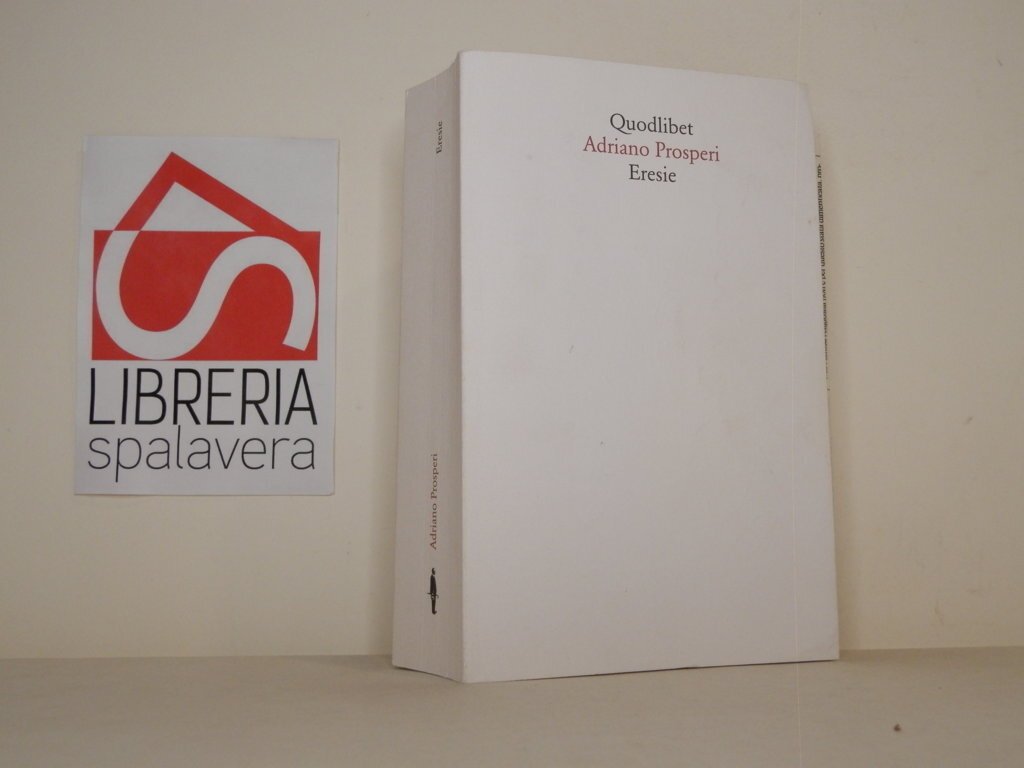 LIBRERIA
spalavera
Eresie
Adriano Prosperi
Quodlibet
Adriano Prosperi
Eresie